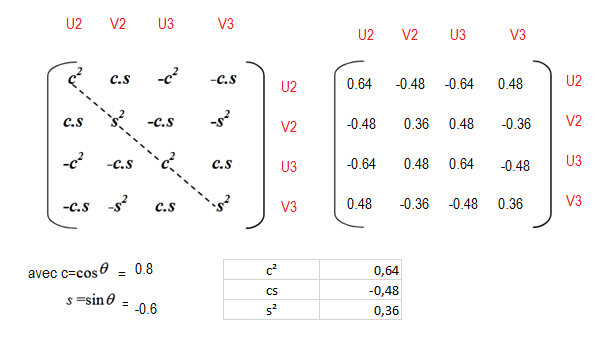 U2 V2 U3 V3
c² c.s -c² -c.s U2
c.s s² -c.s -s² V2
-c² -c.s c² c.s U3
-c.s -s² c.s s² V3
U2 V2 U3 V3
0.64 -0.48 -0.64 0.48 U2
-0.48 0.36 0.48 -0.36 V2
-0.64 0.48 0.64 -0.48 U3
0.48 -0.36 -0.48 0.36 V3
avec c=cosθ = 0.8
s=sinθ = -0.6
c² 0,64
cs -0,48
s² 0,36